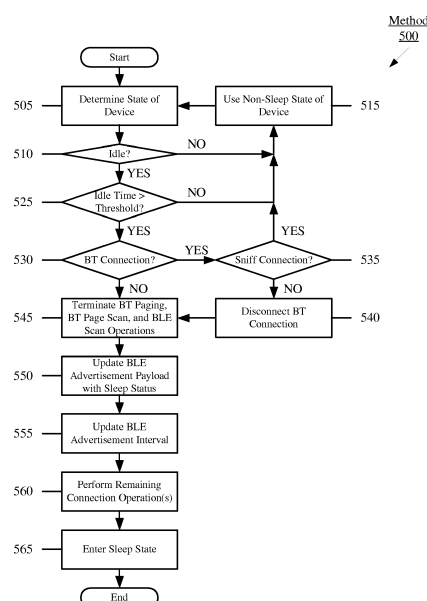 Method
500
Start
505
Determine State of
Device
Use Non-Sleep State of
Device
515
510
Idle?
NO
YES
525
Idle Time >
Threshold?
NO
YES
YES
530
BT Connection?
YES
Sniff Connection?
535
NO
NO
545
Terminate BT Paging,
BT Page Scan, and BLE
Scan Operations
Disconnect BT
Connection
540
550
Update BLE
Advertisement Payload
with Sleep Status
555
Update BLE
Advertisement Interval
560
Perform Remaining
Connection Operation(s)
565
Enter Sleep State
End